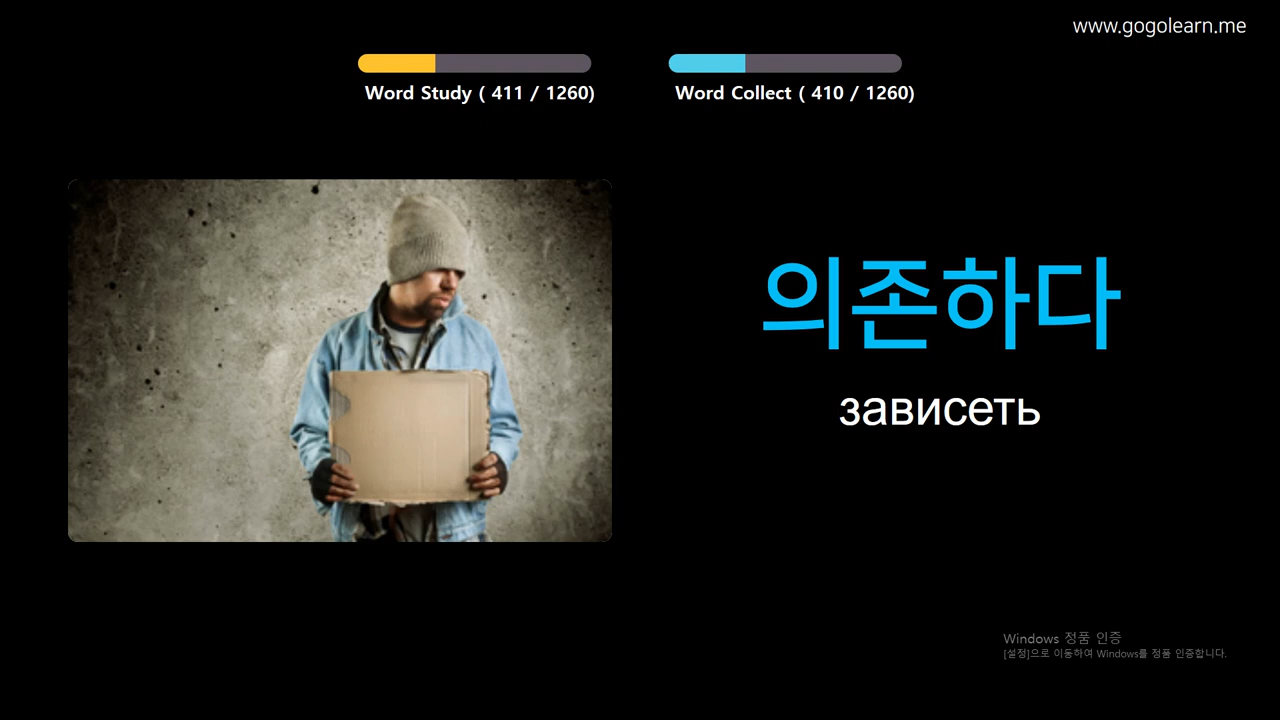 www.gogolearn.me
Word Study ( 411 / 1260)
Word Collect ( 410 / 1260)
의존하다
зависеть
Windows 정품 인증
[설정]으로 이동하여 Windows를 정품 인증합니다.